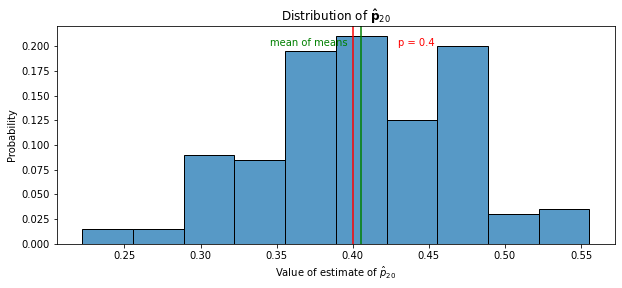 Distribution of p̂₂₀
mean of means
p = 0.4
Probability
0.200
0.175
0.150
0.125
0.100
0.075
0.050
0.025
0.000
0.25 0.30 0.35 0.40 0.45 0.50 0.55
Value of estimate of p̂₂₀